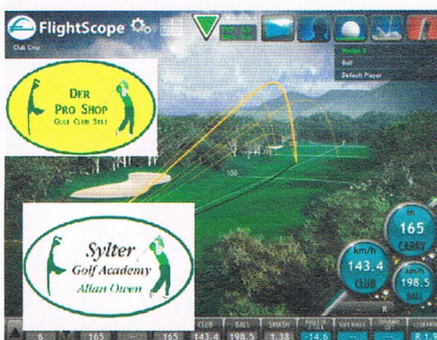 FlightScope
Club Grip
Wedge 2
Ball
Default Player
DER
PRO SHOP
GOLF CLUB SYLT
100
Sylter
Golf Academy
Allan Owen
m
165
CARRY
km/h
143.4
CLUB
km/h
198.5
BALL
CLUB BALL SMASH
6 165 165 143.4 198.5 1.38 -14.6